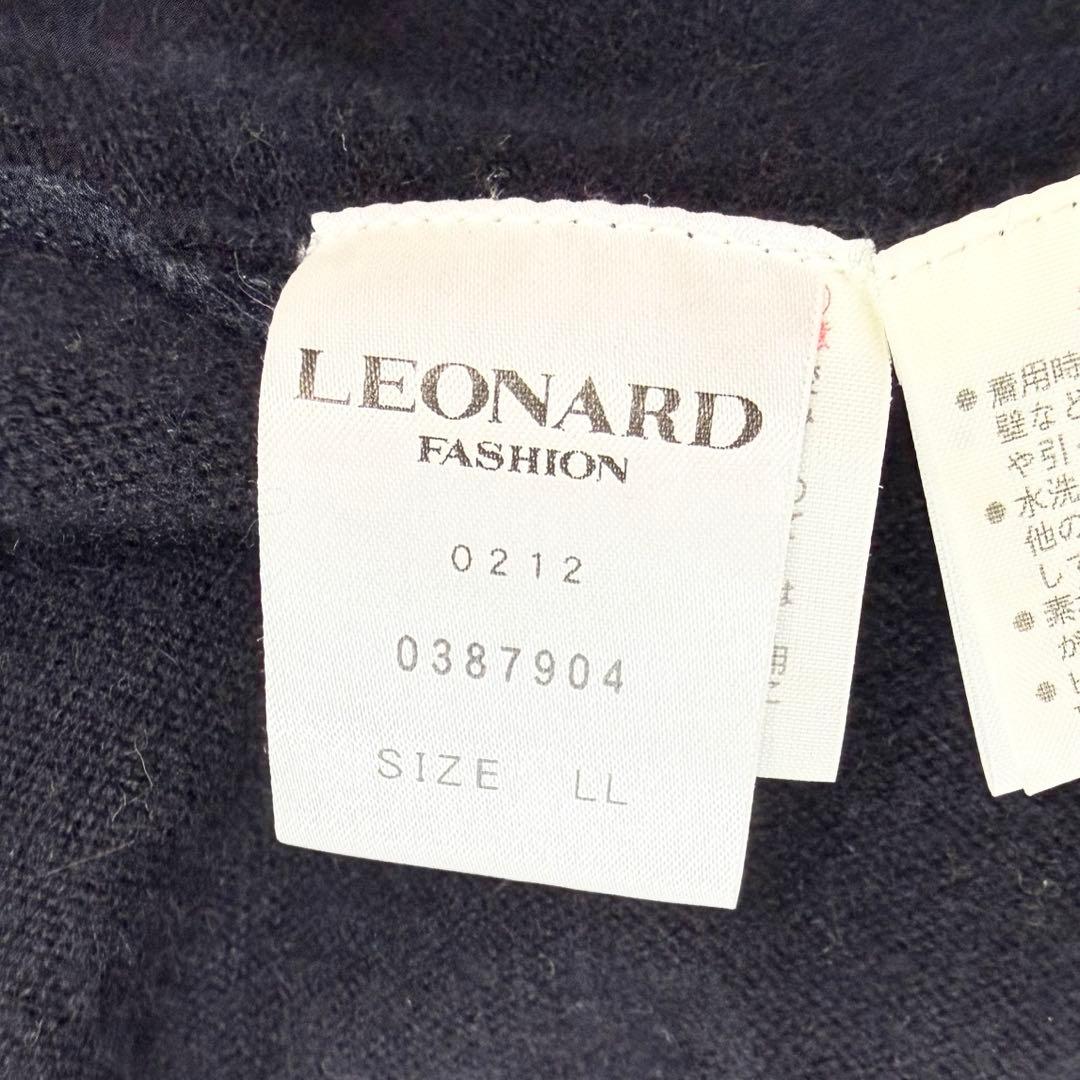 LEONARD
FASHION
0212
0387904
SIZE LL
● 着用時
壁など
や引
● 水洗
他の
して
● 素
が
●
用